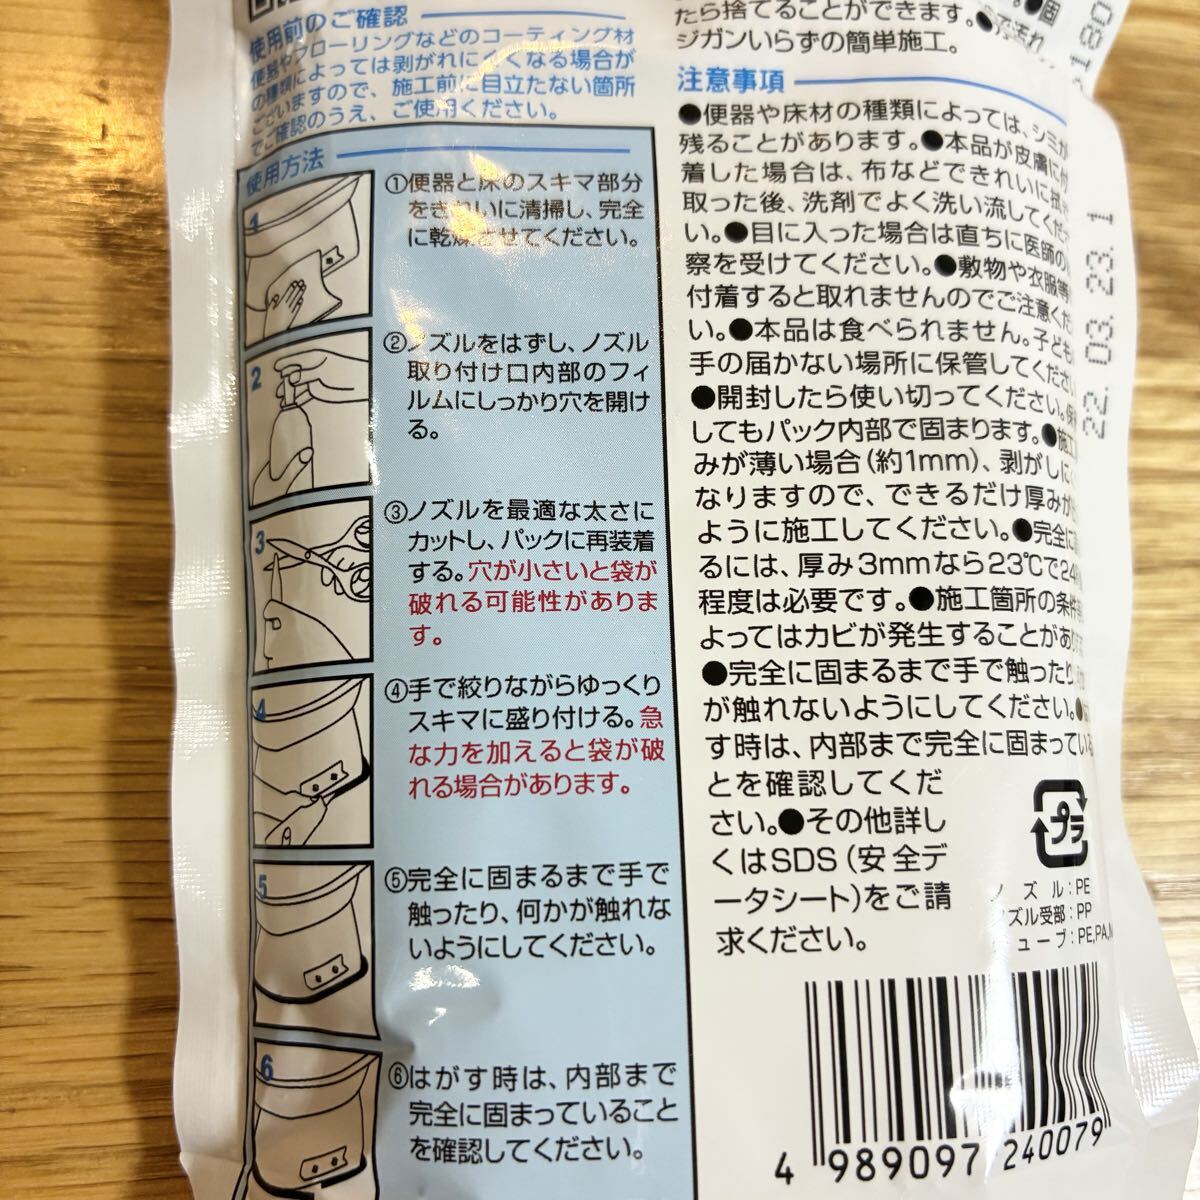 使用前のご確認
便器やフローリングなどのコーティング材
の種類によっては剥がれにくくなる場合が
ございますので、施工前に目立たない箇所
でご確認のうえ、ご使用ください。
使用方法
1
①便器と床のスキマ部分
をきれいに清掃し、完全
に乾燥させてください。
2
②ノズルをはずし、ノズル
取り付け口内部のフィ
ルムにしっかり穴を開け
る。
3
③ノズルを最適な太さに
カットし、パックに再装着
する。穴が小さいと袋が
破れる可能性がありま
す。
4
④手で絞りながらゆっくり
スキマに盛り付ける。急
な力を加えると袋が破
れる場合があります。
5
⑤完全に固まるまで手で
触ったり、何かが触れな
いようにしてください。
6
⑥はがす時は、内部まで
完全に固まっていること
を確認してください。
たら捨てることができます。●
ジガンいらずの簡単施工。
注意事項
●便器や床材の種類によっては、シミが
残ることがあります。●本品が皮膚に付
着した場合は、布などできれいに拭き
取った後、洗剤でよく洗い流してくださ
い。●目に入った場合は直ちに医師の
察を受けてください。●敷物や衣服等
付着すると取れませんのでご注意くだ
い。●本品は食べられません。子ども
手の届かない場所に保管してください
●開封したら使い切ってください。
してもパック内部で固まります。●施工
みが薄い場合(約1mm)、剥がしにく
なりますので、できるだけ厚みが
ように施工してください。●完全に
るには、厚み3mmなら23℃で24
程度は必要です。●施工箇所の条件
よってはカビが発生することがあ
●完全に固まるまで手で触ったり
が触れないようにしてください。●
す時は、内部まで完全に固まっている
とを確認してくだ
さい。●その他詳し
くはSDS(安全デ
ータシート)をご請
求ください。
22. 03. 23. 1
プラ
ノズル:PE
ノズル受部:PP
チューブ:PE,PA,
4 989097 240079